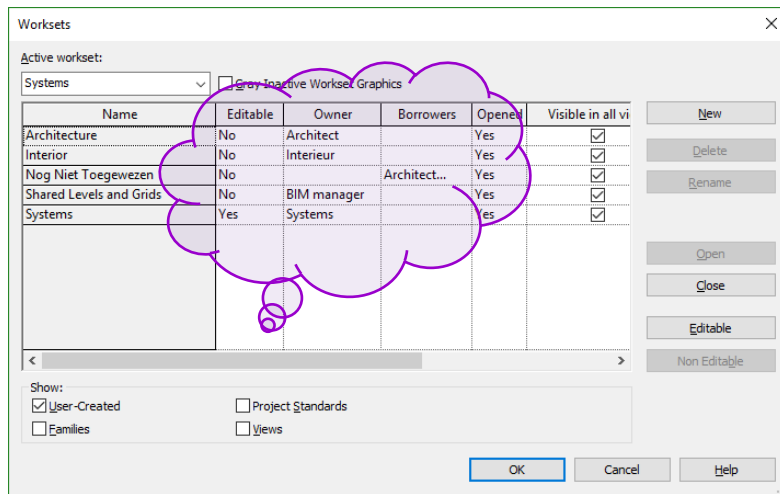 Worksets
Active workset:
Systems Gray Inactive Workset Graphics
Name Editable Owner Borrowers Opened Visible in all vi
Architecture No Architect Yes
Interior No Interieur Yes
Nog Niet Toegewezen No Architect... Yes
Shared Levels and Grids No BIM manager Yes
Systems Yes Systems Yes
New
Delete
Rename
Open
Close
Editable
Non Editable
Show:
User-Created Project Standards
Families Views
OK Cancel Help